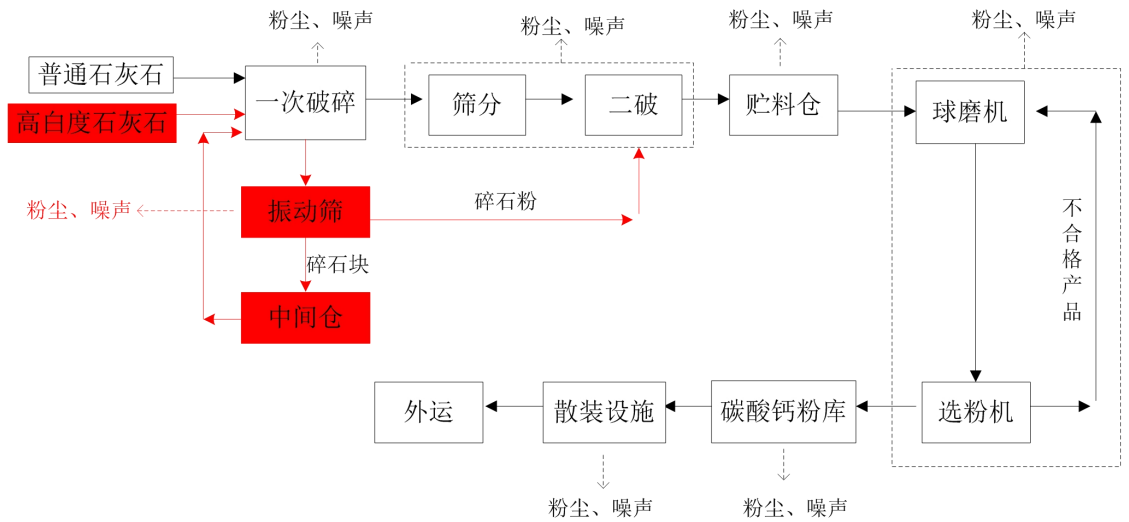 粉尘、噪声
粉尘、噪声
粉尘、噪声
粉尘、噪声
普通石灰石
高白度石灰石
一次破碎
筛分
二破
贮料仓
球磨机
粉尘、噪声
振动筛
碎石粉
碎石块
中间仓
不合格产品
外运
散装设施
碳酸钙粉库
选粉机
粉尘、噪声
粉尘、噪声